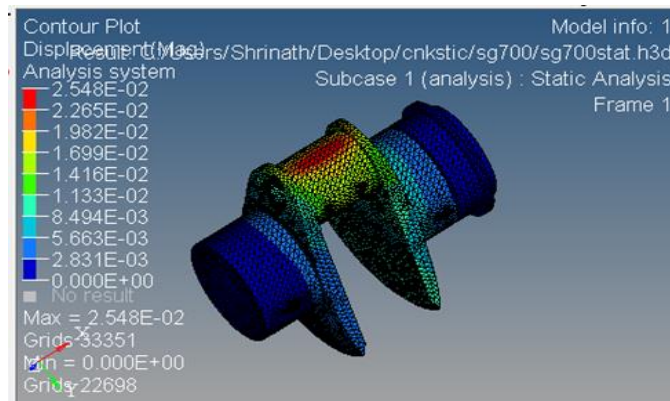 Contour Plot
Model info: 1
Displacement(Mag)
Result: C:/Users/Shrinath/Desktop/cnkstic/sg700/sg700stat.h3d
Analysis system
Subcase 1 (analysis) : Static Analysis
Frame 1
2.548E-02
2.265E-02
1.982E-02
1.699E-02
1.416E-02
1.133E-02
8.494E-03
5.663E-03
2.831E-03
0.000E+00
No result
Max = 2.548E-02
Grids 33351
Min = 0.000E+00
Grids 22698
X
Y